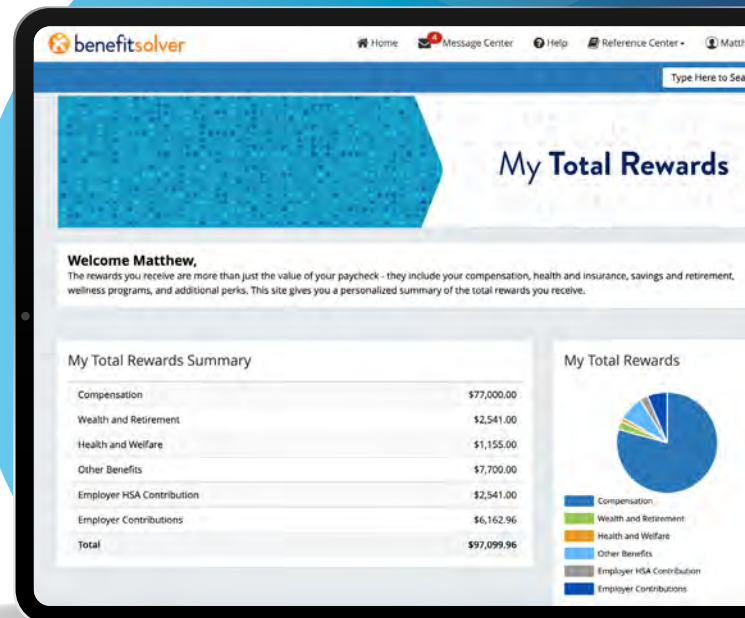 benefitsolver
Home 4 Message Center Help Reference Center
Type Here to
My Total Rewards
Welcome Matthew,
The rewards you receive are more than just the value of your paycheck - they include your compensation, health and insurance, savings and retirement,
wellness programs, and additional perks. This site gives you a personalized summary of the total rewards you receive.
My Total Rewards Summary
Compensation $77,000.00
Wealth and Retirement $2,541.00
Health and Welfare $1,155.00
Other Benefits $7,700.00
Employer HSA Contribution $2,541.00
Employer Contributions $6,162.96
Total $97,099.96
My Total Rewards
Compensation
Wealth and Retirement
Health and Welfare
Other Benefits
Employer HSA Contribution
Employer Contributions